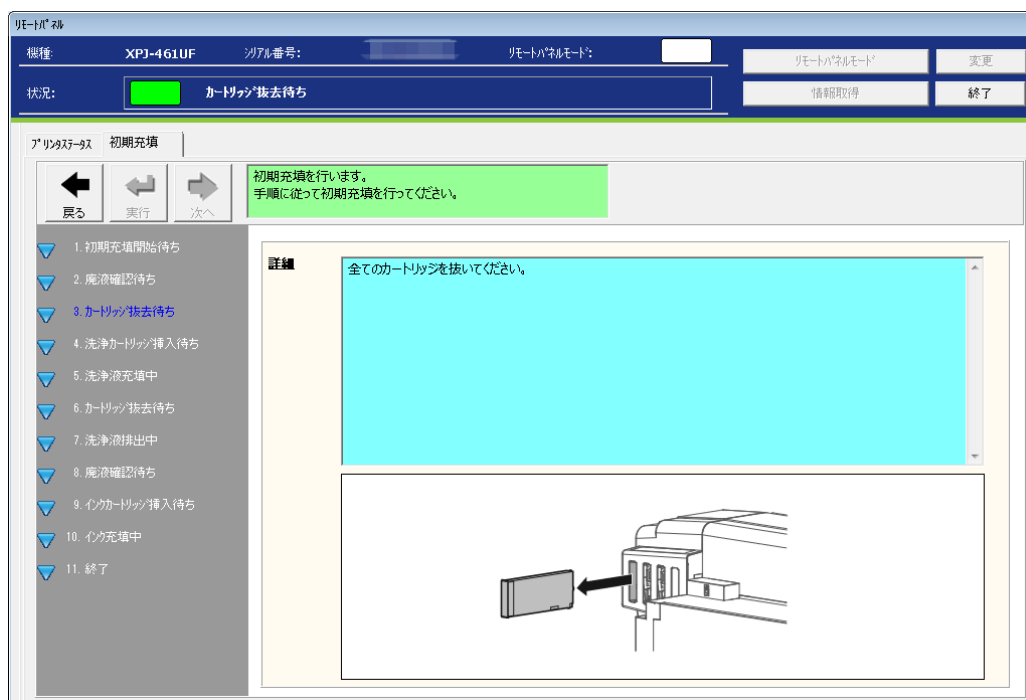 ﾘﾓｰﾄﾊﾟﾈﾙ
機種:
XPJ-461UF
ｼﾘｱﾙ番号:
ﾘﾓｰﾄﾊﾟﾈﾙﾓｰﾄﾞ:
ﾘﾓｰﾄﾊﾟﾈﾙﾓｰﾄﾞ
変更
状況:
ｶｰﾄﾘｯｼﾞ抜去待ち
情報取得
終了
ﾌﾟﾘﾝﾀｽﾃｰﾀｽ
初期充填
戻る
実行
次へ
初期充填を行います。
手順に従って初期充填を行ってください。
1. 初期充填開始待ち
2. 廃液確認待ち
3. ｶｰﾄﾘｯｼﾞ抜去待ち
4. 洗浄ｶｰﾄﾘｯｼﾞ挿入待ち
5. 洗浄液充填中
6. ｶｰﾄﾘｯｼﾞ抜去待ち
7. 洗浄液排出中
8. 廃液確認待ち
9. ｲﾝｸｶｰﾄﾘｯｼﾞ挿入待ち
10. ｲﾝｸ充填中
11. 終了
詳細
全てのカートリッジを抜いてください。